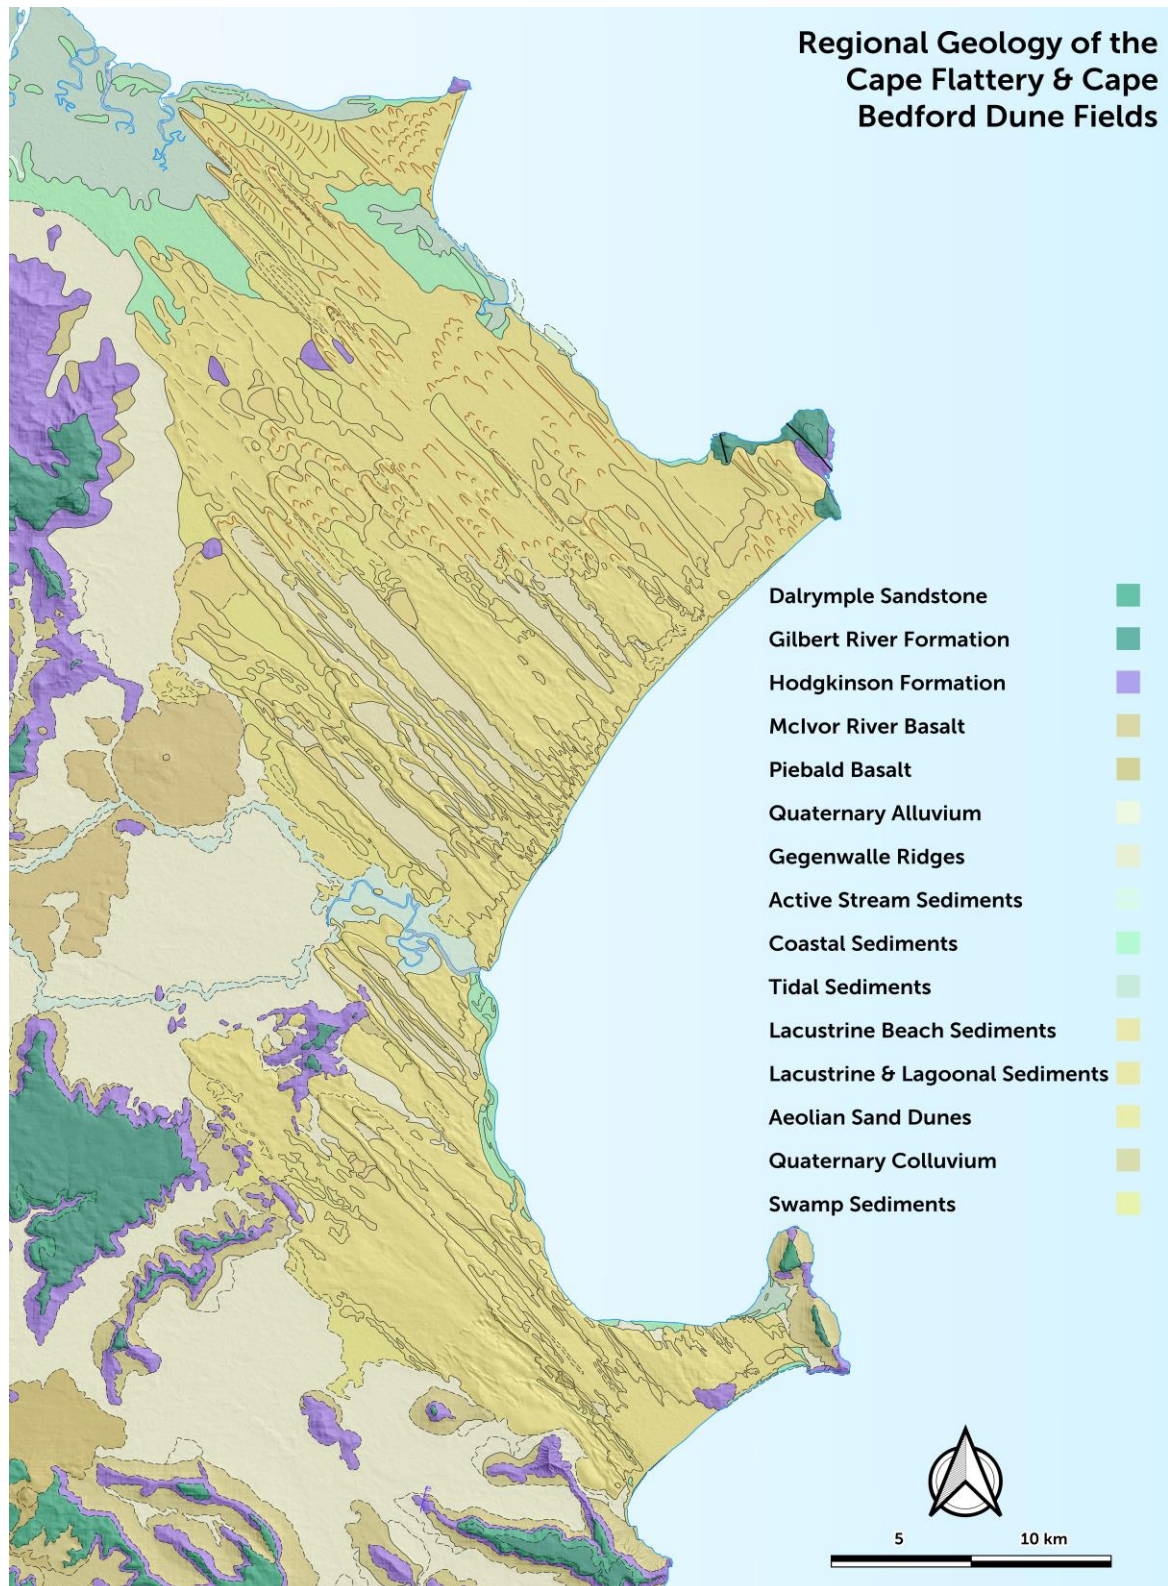 Regional Geology of the
Cape Flattery & Cape
Bedford Dune Fields
Dalrymple Sandstone
Gilbert River Formation
Hodgkinson Formation
McIvor River Basalt
Piebald Basalt
Quaternary Alluvium
Gegenwalle Ridges
Active Stream Sediments
Coastal Sediments
Tidal Sediments
Lacustrine Beach Sediments
Lacustrine & Lagoonal Sediments
Aeolian Sand Dunes
Quaternary Colluvium
Swamp Sediments
5 10 km